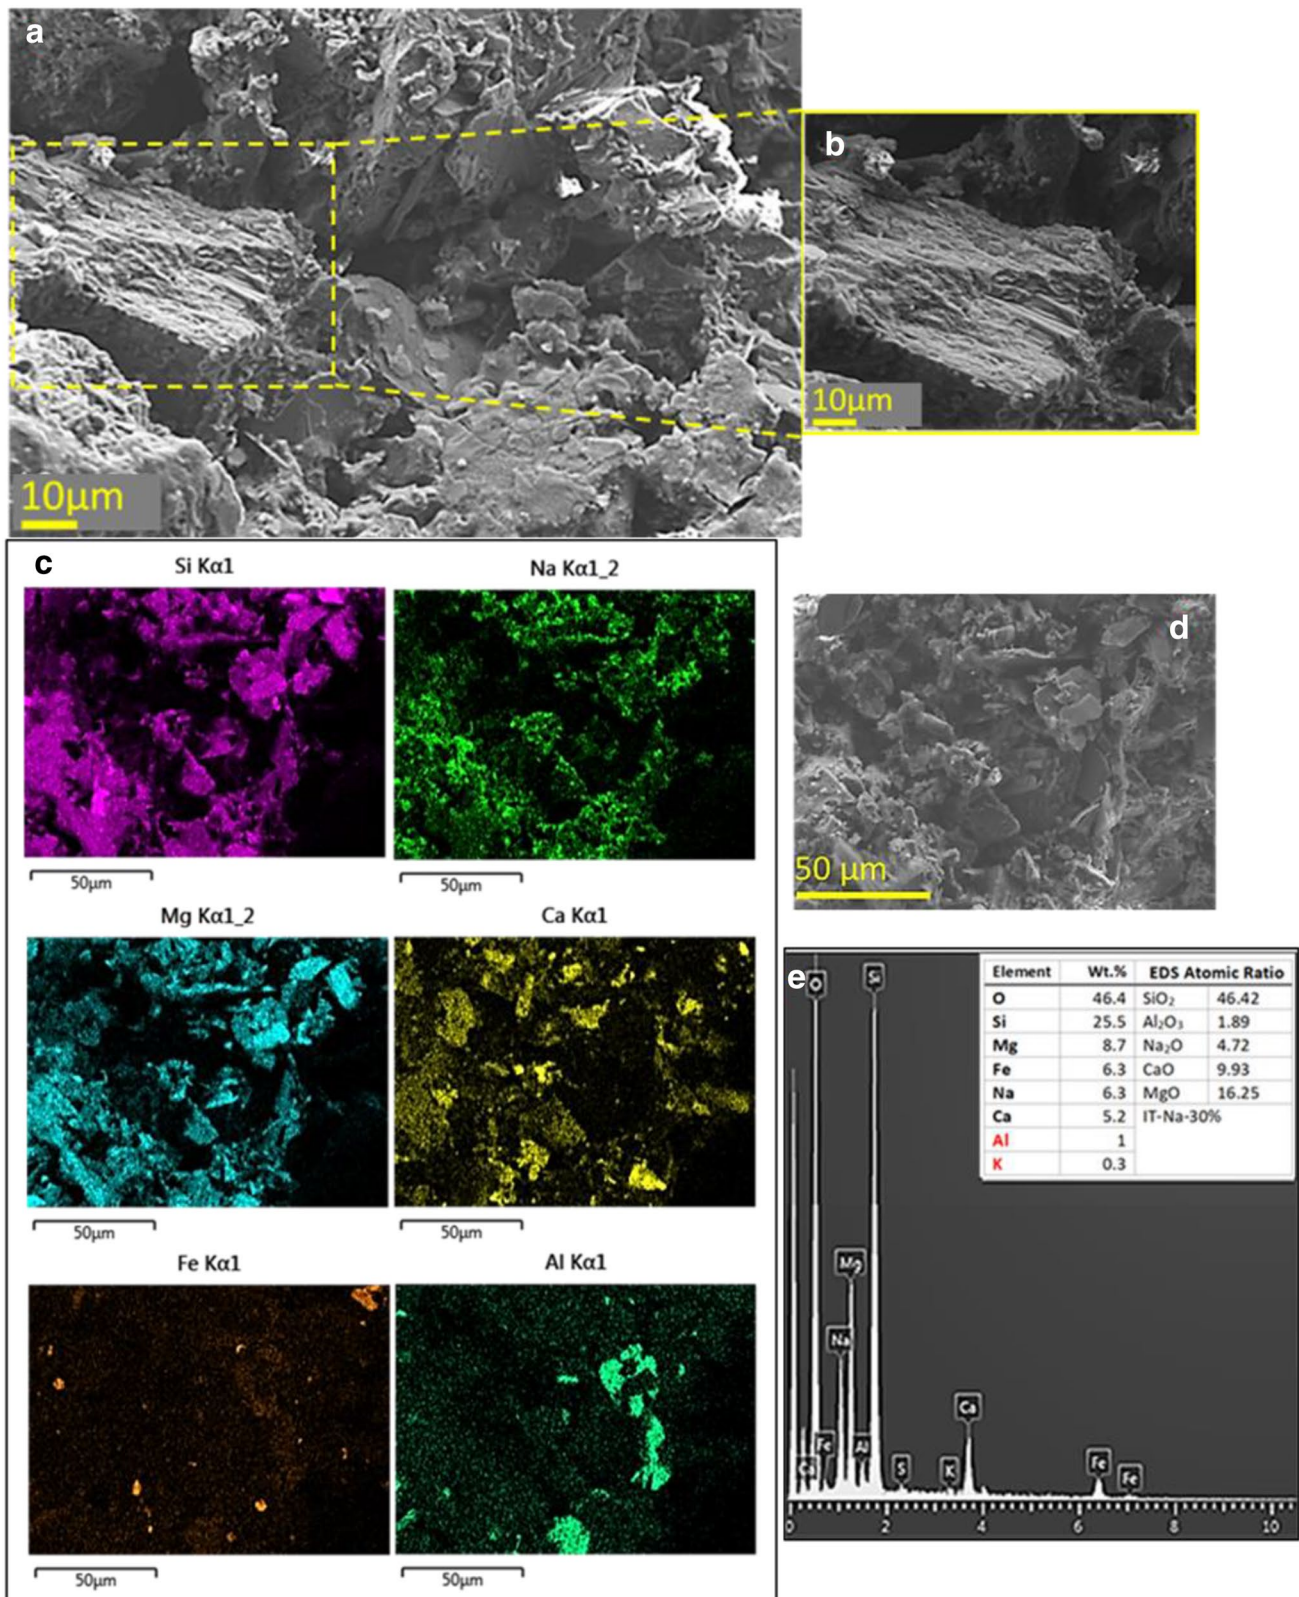 a
b
10μm
10μm
c
Si Kα1
Na Kα1_2
50μm
50μm
Mg Kα1_2
Ca Kα1
50μm
50μm
Fe Kα1
Al Kα1
50μm
50μm
d
50 μm
e
Element Wt.% EDS Atomic Ratio
O 46.4 SiO₂ 46.42
Si 25.5 Al₂O₃ 1.89
Mg 8.7 Na₂O 4.72
Fe 6.3 CaO 9.93
Na 6.3 MgO 16.25
Ca 5.2 IT-Na-30%
Al 1
K 0.3
O
Si
Mg
Na
Ca
Fe
Al
Ca
S
K
Fe
Fe
0 2 4 6 8 10